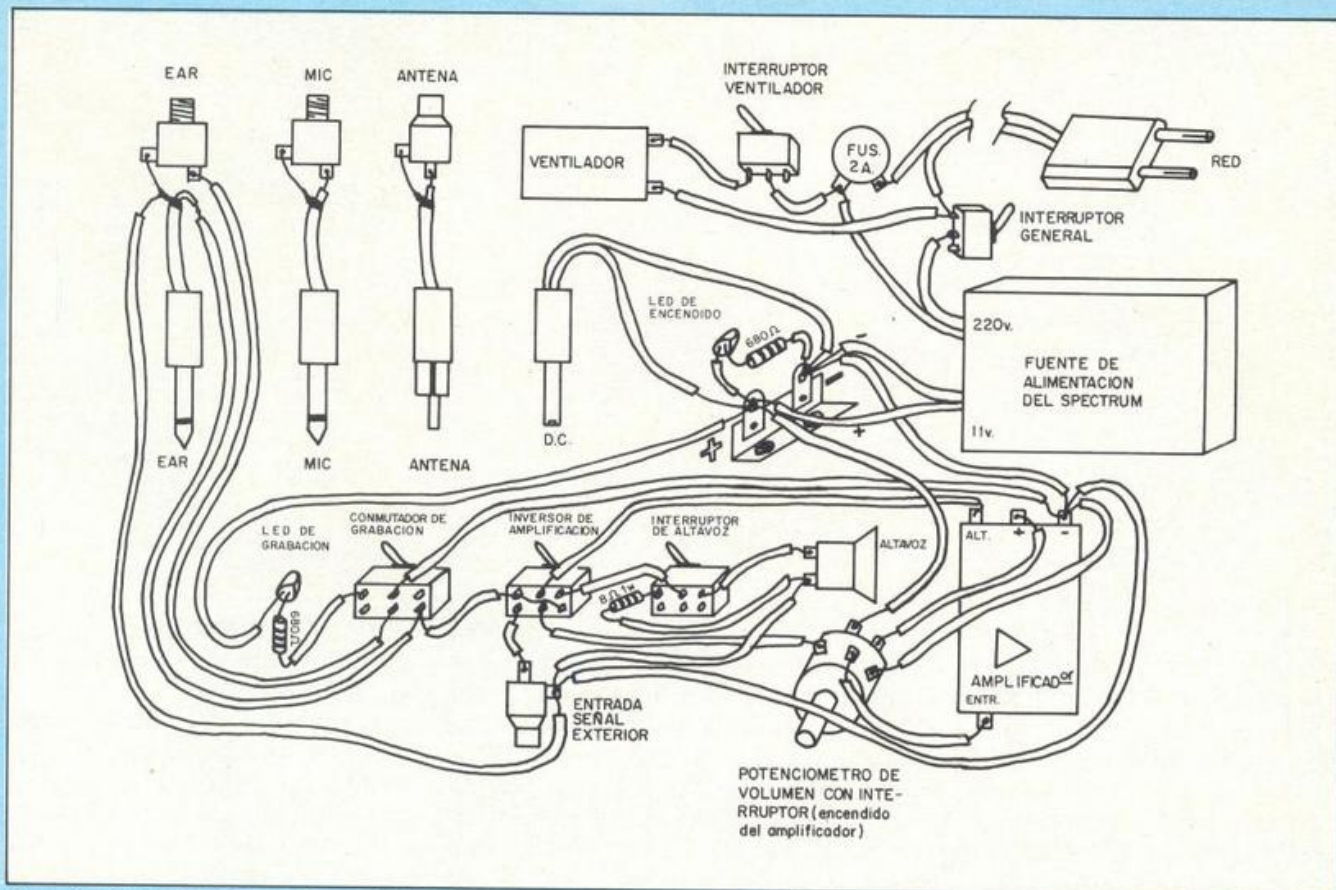 EAR
MIC
ANTENA
INTERRUPTOR
VENTILADOR
VENTILADOR
FUS.
2A.
RED
INTERRUPTOR
GENERAL
LED DE
ENCENDIDO
680Ω
-
+
-
+
220v.
FUENTE DE
ALIMENTACION
DEL SPECTRUM
11v.
D.C.
EAR
MIC
ANTENA
LED DE
GRABACION
680Ω
CONMUTADOR DE
GRABACION
INVERSOR DE
AMPLIFICACION
INTERRUPTOR
DE ALTAVOZ
8Ω 1w
ALTAVOZ
ALT.
+
-
AMPLIFICADor
ENTR.
ENTRADA
SEÑAL
EXTERIOR
POTENCIOMETRO DE
VOLUMEN CON INTE-
RRUPTOR (encendido
del amplificador)